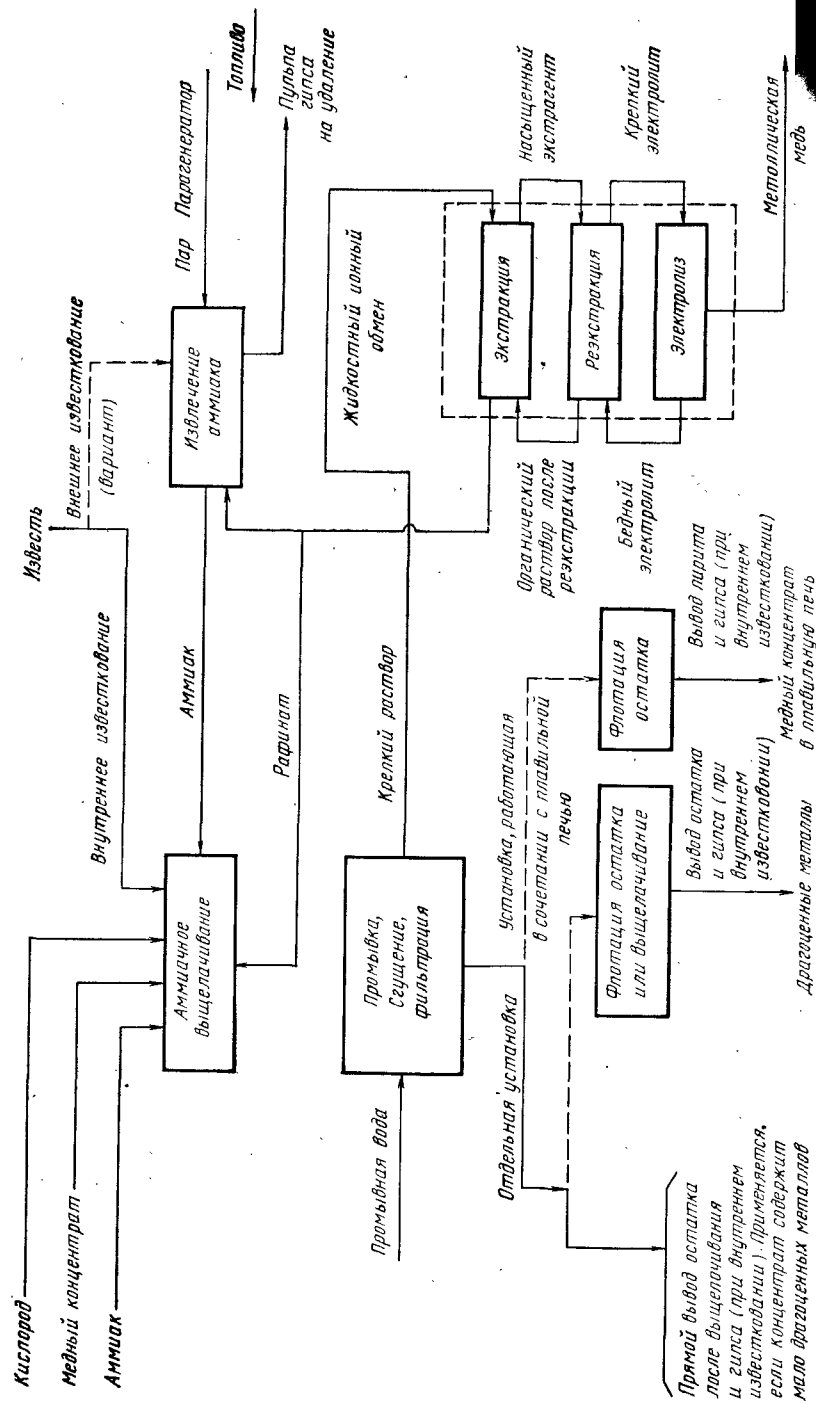 Кислород
Медный концентрат
Аммиак
Известь
Внутреннее известкование
Внешнее известкование
(вариант)
Пар Парагенератор
Топливо
Пульпа
гипса
на удаление
Аммиачное
выщелачивание
Аммиак
Извлечение
аммиака
Рафинат
Промывная вода
Промывка,
Сгущение,
фильтрация
Крепкий раствор
Жидкостный ионный
обмен
Экстракция
Реэкстракция
Электролиз
Насыщенный
экстрагент
Крепкий
электролит
Органический
раствор после
реэкстракции
Бедный
электролит
Металлическая
медь
Отдельная установка
Установка, работающая
в сочетании с плавильной
печью
Флотация остатка
или выщелачивание
Флотация
остатка
Прямой вывод остатка
после выщелачивания
и гипса (при внутреннем
известковании). Применяется,
если концентрат содержит
мало драгоценных металлов
Вывод остатка
и гипса (при
внутреннем
известковании)
Драгоценные металлы
Вывод пирита
и гипса (при
внутреннем
известковании)
Медный концентрат
в плавильную печь